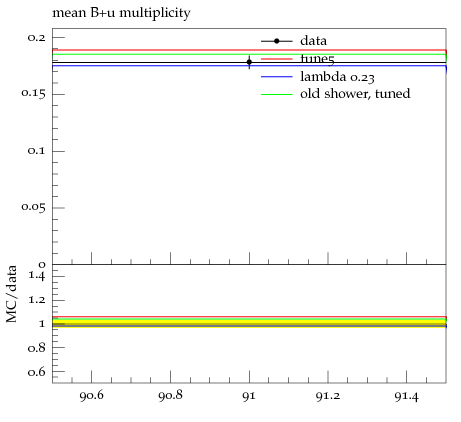 mean B+u multiplicity
0.2
data
tune5
lambda 0.23
old shower, tuned
0.15
0.1
0.05
0
MC/data
1.4
1.2
1
0.8
0.6
90.6 90.8 91 91.2 91.4